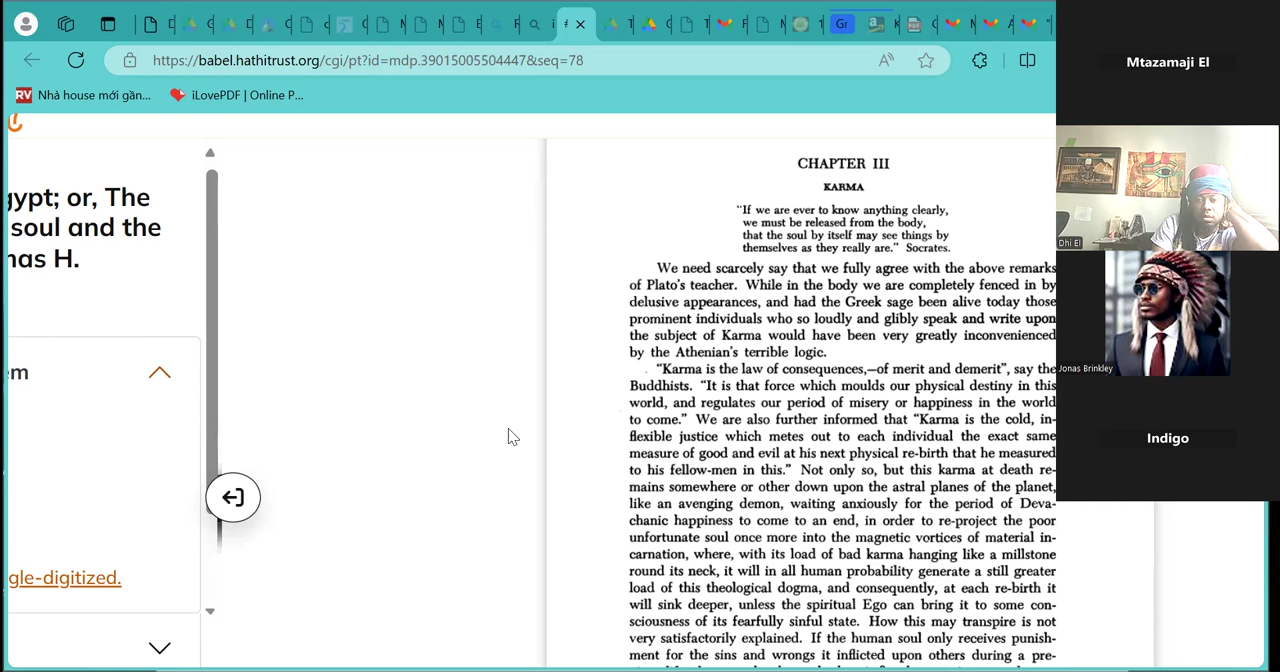 https://babel.hathitrust.org/cgi/pt?id=mdp.39015005504447&seq=78
RV Nhà house mới gần...
iLovePDF | Online P...
gypt; or, The
soul and the
nas H.
em
gle-digitized.
CHAPTER III
KARMA
"If we are ever to know anything clearly,
we must be released from the body,
that the soul by itself may see things by
themselves as they really are." Socrates.
We need scarcely say that we fully agree with the above remarks
of Plato's teacher. While in the body we are completely fenced in by
delusive appearances, and had the Greek sage been alive today those
prominent individuals who so loudly and glibly speak and write upon
the subject of Karma would have been very greatly inconvenienced
by the Athenian's terrible logic.
"Karma is the law of consequences,—of merit and demerit", say the
Buddhists. "It is that force which moulds our physical destiny in this
world, and regulates our period of misery or happiness in the world
to come." We are also further informed that "Karma is the cold, in-
flexible justice which metes out to each individual the exact same
measure of good and evil at his next physical re-birth that he measured
to his fellow-men in this." Not only so, but this karma at death re-
mains somewhere or other down upon the astral planes of the planet,
like an avenging demon, waiting anxiously for the period of Deva-
chanic happiness to come to an end, in order to re-project the poor
unfortunate soul once more into the magnetic vortices of material in-
carnation, where, with its load of bad karma hanging like a millstone
round its neck, it will in all human probability generate a still greater
load of this theological dogma, and consequently, at each re-birth it
will sink deeper, unless the spiritual Ego can bring it to some con-
sciousness of its fearfully sinful state. How this may transpire is not
very satisfactorily explained. If the human soul only receives punish-
ment for the sins and wrongs it inflicted upon others during a pre-
Mtazamaji El
Dhi El
Jonas Brinkley
Indigo